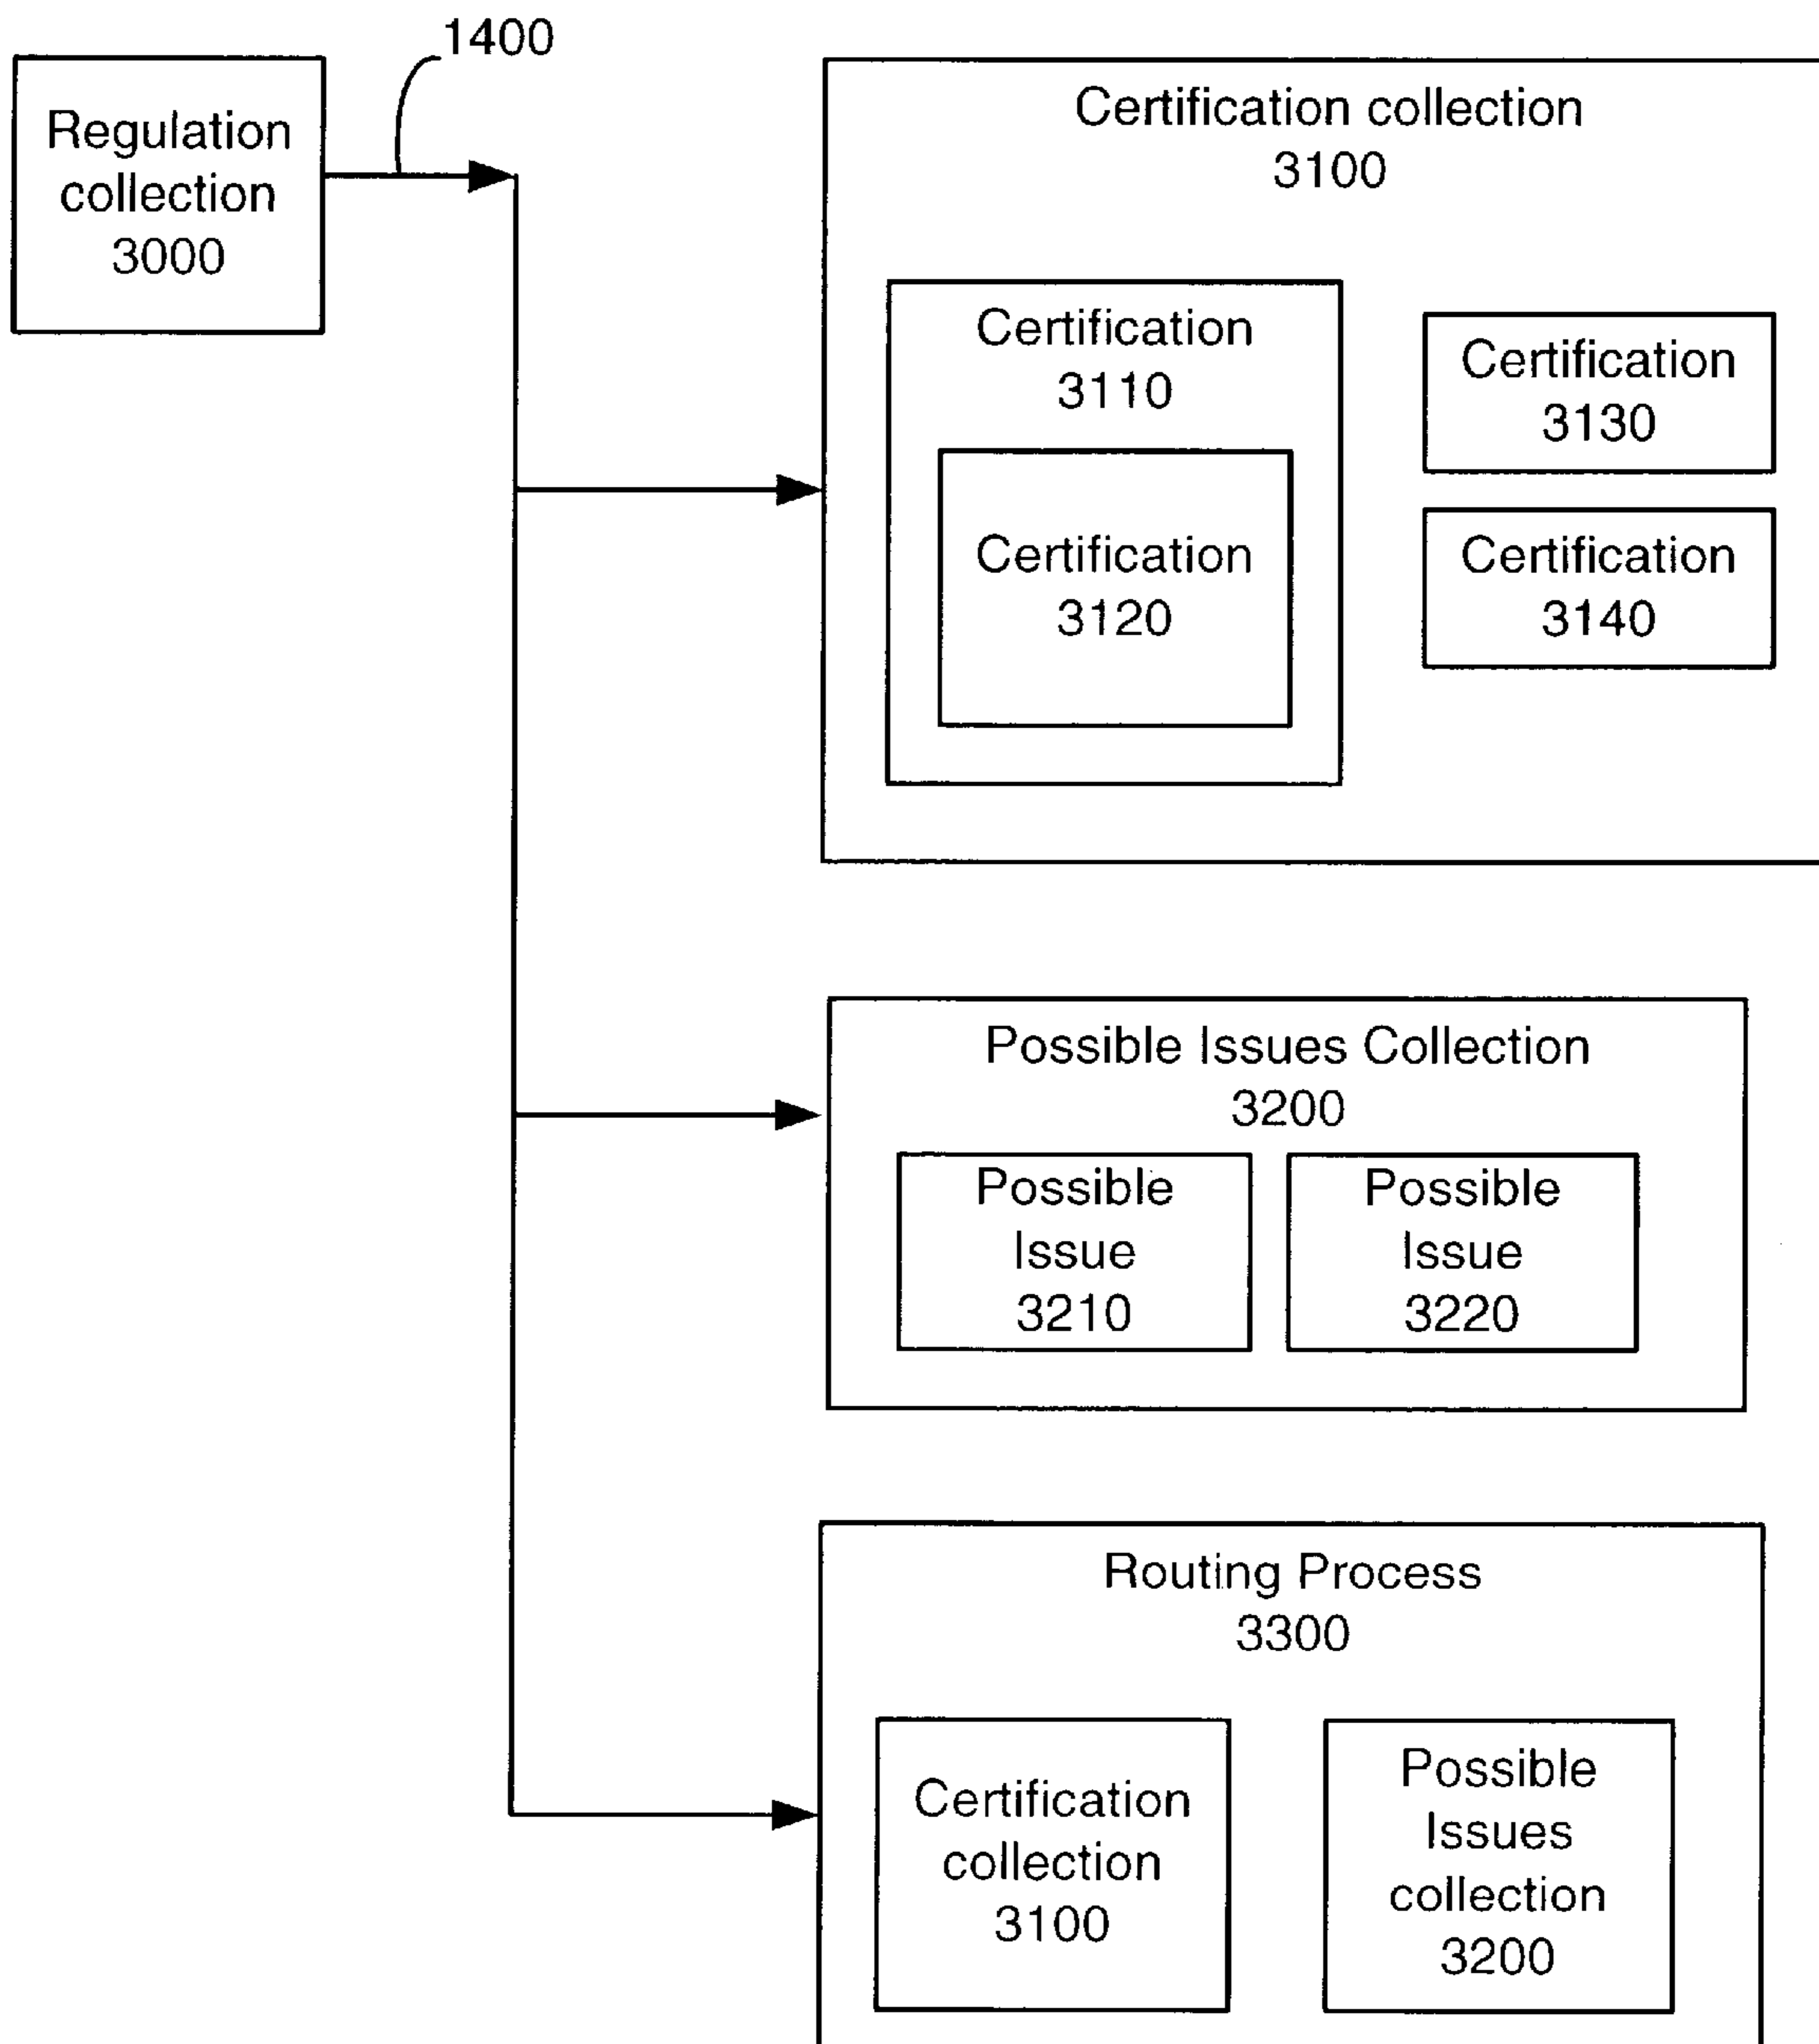 1400
Regulation
collection
3000
Certification collection
3100
Certification
3110
Certification
3120
Certification
3130
Certification
3140
Possible Issues Collection
3200
Possible
Issue
3210
Possible
Issue
3220
Routing Process
3300
Certification
collection
3100
Possible
Issues
collection
3200